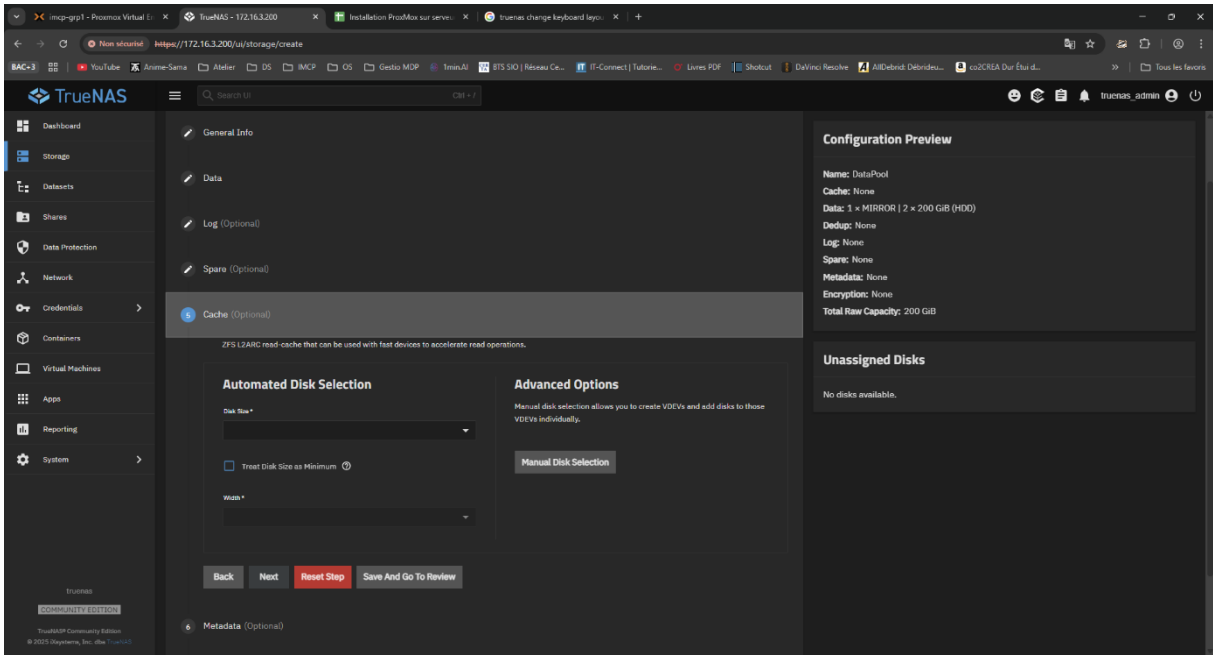 imcp-grp1 - Proxmox Virtual En
TrueNAS - 172.16.3.200
Installation ProxMox sur serveu
truenas change keyboard layou
Non sécurisé
https://172.16.3.200/ui/storage/create
BAC+3
YouTube
Anime-Sama
Atelier
DS
IMCP
OS
Gestio MDP
1min.AI
BTS SIO | Réseau Ce...
IT-Connect | Tutorie...
Livres PDF
Shotcut
DaVinci Resolve
AllDebrid: Débrideu...
co2CREA Dur Étui d...
Tous les favoris
TrueNAS
Search UI
Ctrl + /
truenas_admin
Dashboard
Storage
Datasets
Shares
Data Protection
Network
Credentials
Containers
Virtual Machines
Apps
Reporting
System
truenas
COMMUNITY EDITION
TrueNAS® Community Edition
© 2025 iXsystems, Inc. dba TrueNAS
General Info
Data
Log (Optional)
Spare (Optional)
5 Cache (Optional)
ZFS L2ARC read-cache that can be used with fast devices to accelerate read operations.
Automated Disk Selection
Disk Size *
Treat Disk Size as Minimum
Width *
Advanced Options
Manual disk selection allows you to create VDEVs and add disks to those
VDEVs individually.
Manual Disk Selection
Back
Next
Reset Step
Save And Go To Review
6 Metadata (Optional)
Configuration Preview
Name: DataPool
Cache: None
Data: 1 × MIRROR | 2 × 200 GiB (HDD)
Dedup: None
Log: None
Spare: None
Metadata: None
Encryption: None
Total Raw Capacity: 200 GiB
Unassigned Disks
No disks available.